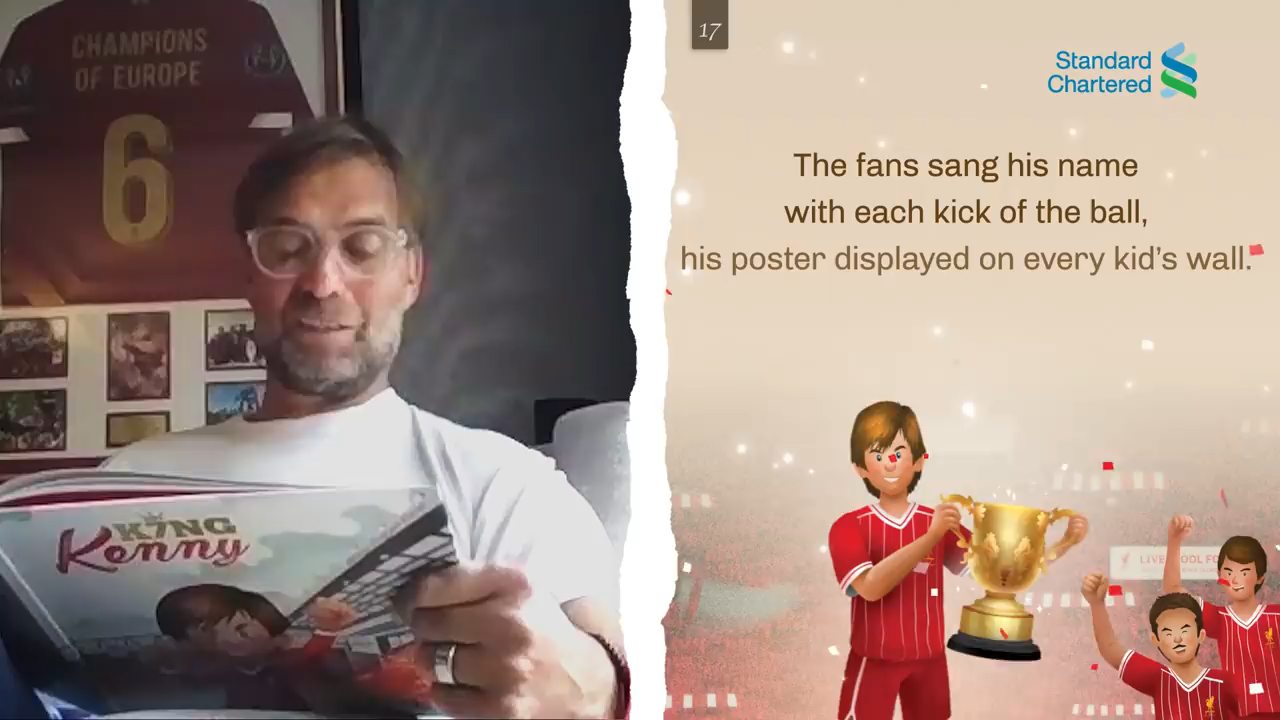 CHAMPIONS
OF EUROPE
6
K7NG
Kenny
17
Standard
Chartered
The fans sang his name
with each kick of the ball,
his poster displayed on every kid's wall.